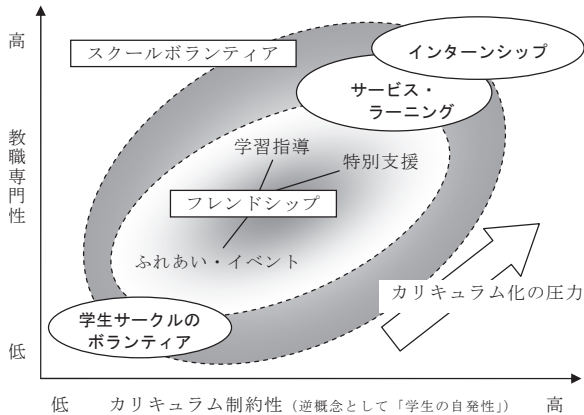 高
スクールボランティア
インターンシップ
サービス・
ラーニング
学習指導
特別支援
教職専門性
フレンドシップ
ふれあい・イベント
カリキュラム化の圧力
学生サークルの
ボランティア
低
低 カリキュラム制約性（逆概念として「学生の自発性」） 高